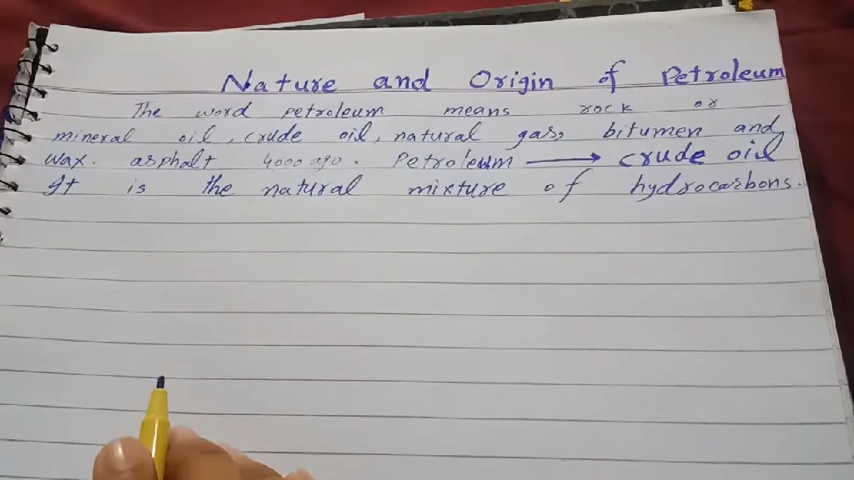 Nature and Origin of Petroleum
The word petroleum means rock or
mineral oil, crude oil, natural gas, bitumen and
wax. asphalt 4000 ago. Petroleum → crude oil
It is the natural mixture of hydrocarbons.